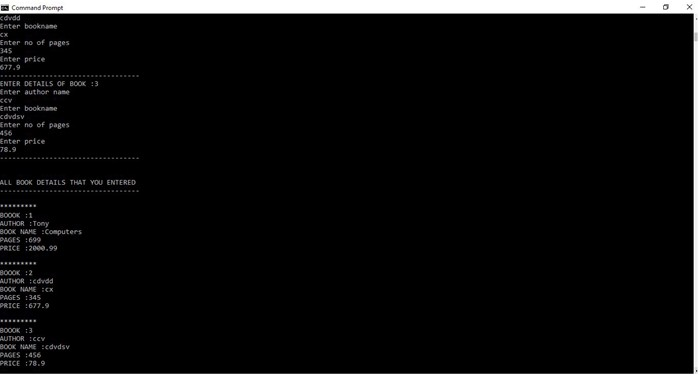 Command Prompt
cdvdd
Enter bookname
cx
Enter no of pages
345
Enter price
677.9
----------------------------------
ENTER DETAILS OF BOOK :3
Enter author name
ccv
Enter bookname
cdvdsv
Enter no of pages
456
Enter price
78.9
----------------------------------
ALL BOOK DETAILS THAT YOU ENTERED
----------------------------------
*********
BOOOK :1
AUTHOR :Tony
BOOK NAME :Computers
PAGES :699
PRICE :2000.99
*********
BOOOK :2
AUTHOR :cdvdd
BOOK NAME :cx
PAGES :345
PRICE :677.9
*********
BOOOK :3
AUTHOR :ccv
BOOK NAME :cdvdsv
PAGES :456
PRICE :78.9